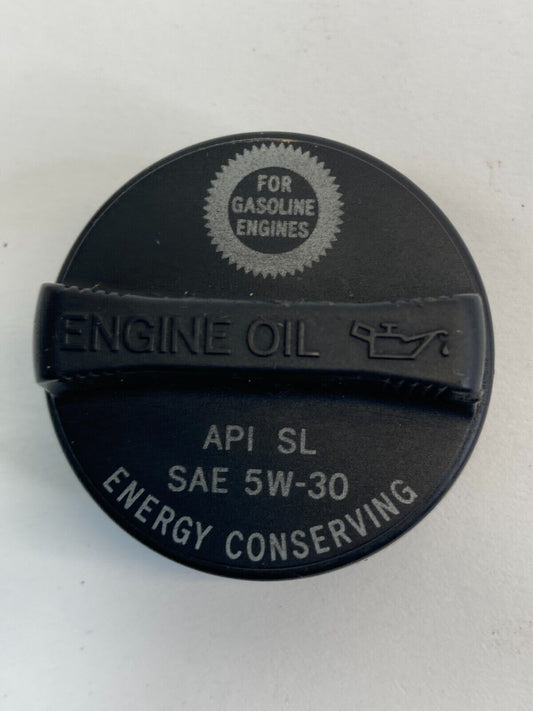 FOR
GASOLINE
ENGINES
ENGINE OIL
API SL
SAE 5W-30
ENERGY CONSERVING